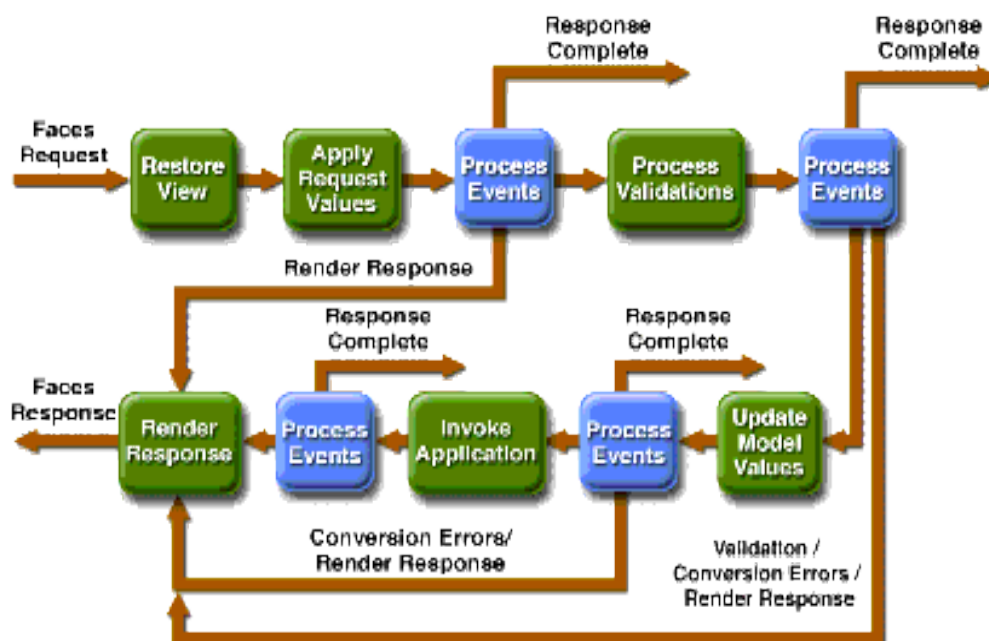 Response
Complete
Response
Complete
Faces
Request
Restore
View
Apply
Request
Values
Process
Events
Process
Validations
Process
Events
Render Response
Response
Complete
Response
Complete
Faces
Response
Render
Response
Process
Events
Invoke
Application
Process
Events
Update
Model
Values
Conversion Errors/
Render Response
Validation /
Conversion Errors /
Render Response